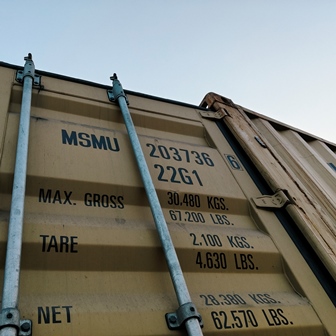 MSMU 203736 6
22G1
MAX. GROSS 30.480 KGS.
67,200 LBS.
TARE 2,100 KGS.
4,630 LBS.
NET 28.380 KGS.
62.570 LBS.